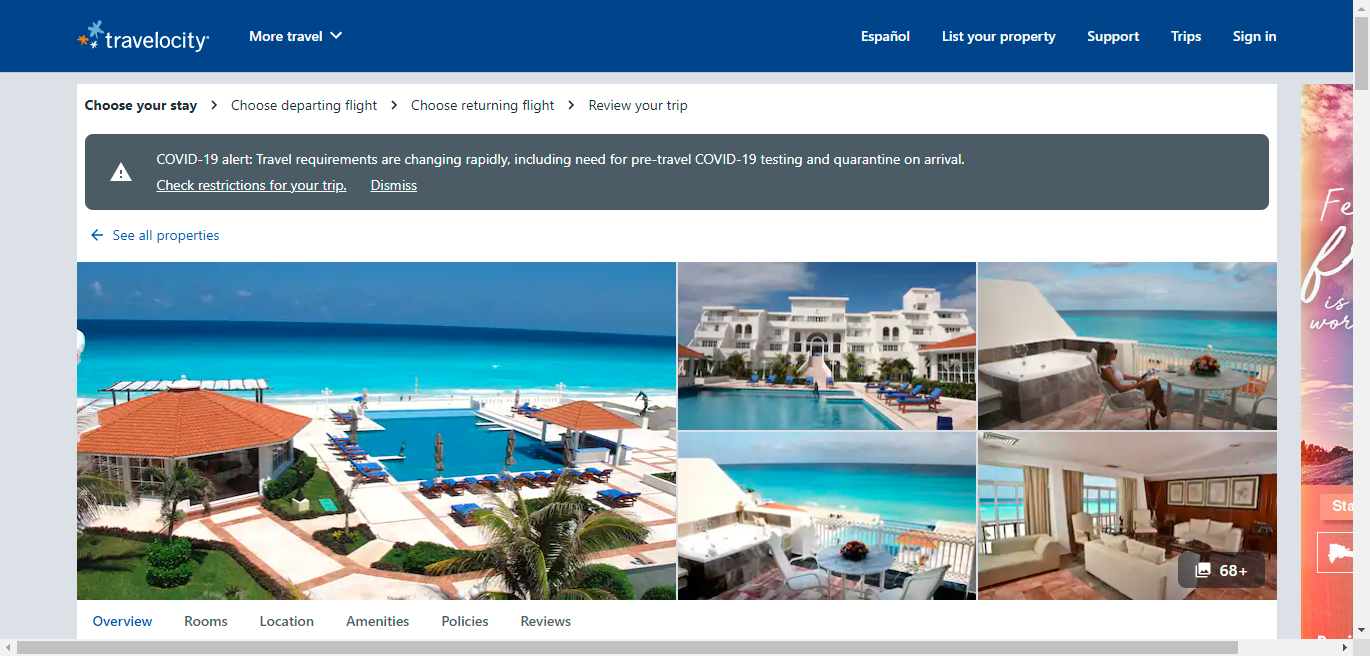 travelocity
More travel
Español
List your property
Support
Trips
Sign in
Choose your stay
Choose departing flight
Choose returning flight
Review your trip
COVID-19 alert: Travel requirements are changing rapidly, including need for pre-travel COVID-19 testing and quarantine on arrival.
Check restrictions for your trip. Dismiss
See all properties
is
68+
Overview
Rooms
Location
Amenities
Policies
Reviews